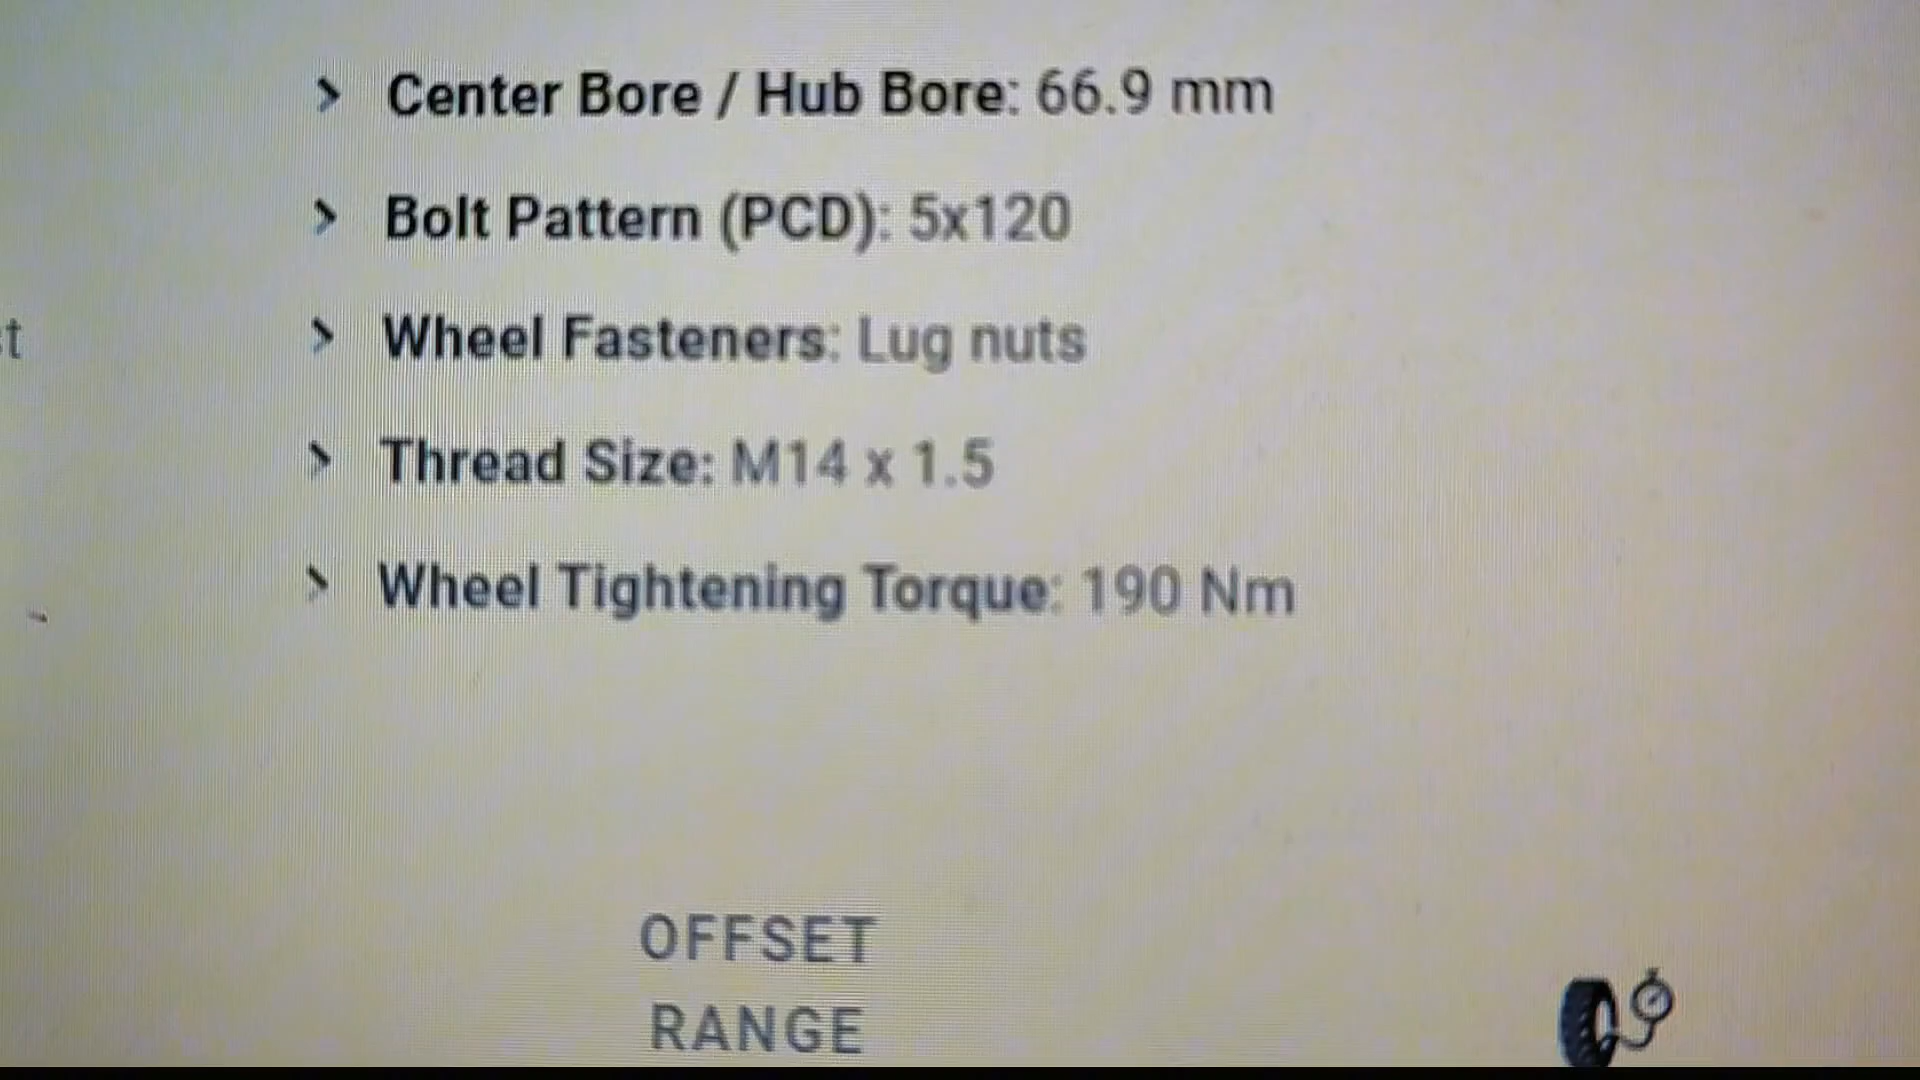 > Center Bore / Hub Bore: 66.9 mm
> Bolt Pattern (PCD): 5x120
st
> Wheel Fasteners: Lug nuts
> Thread Size: M14 x 1.5
> Wheel Tightening Torque: 190 Nm
OFFSET
RANGE